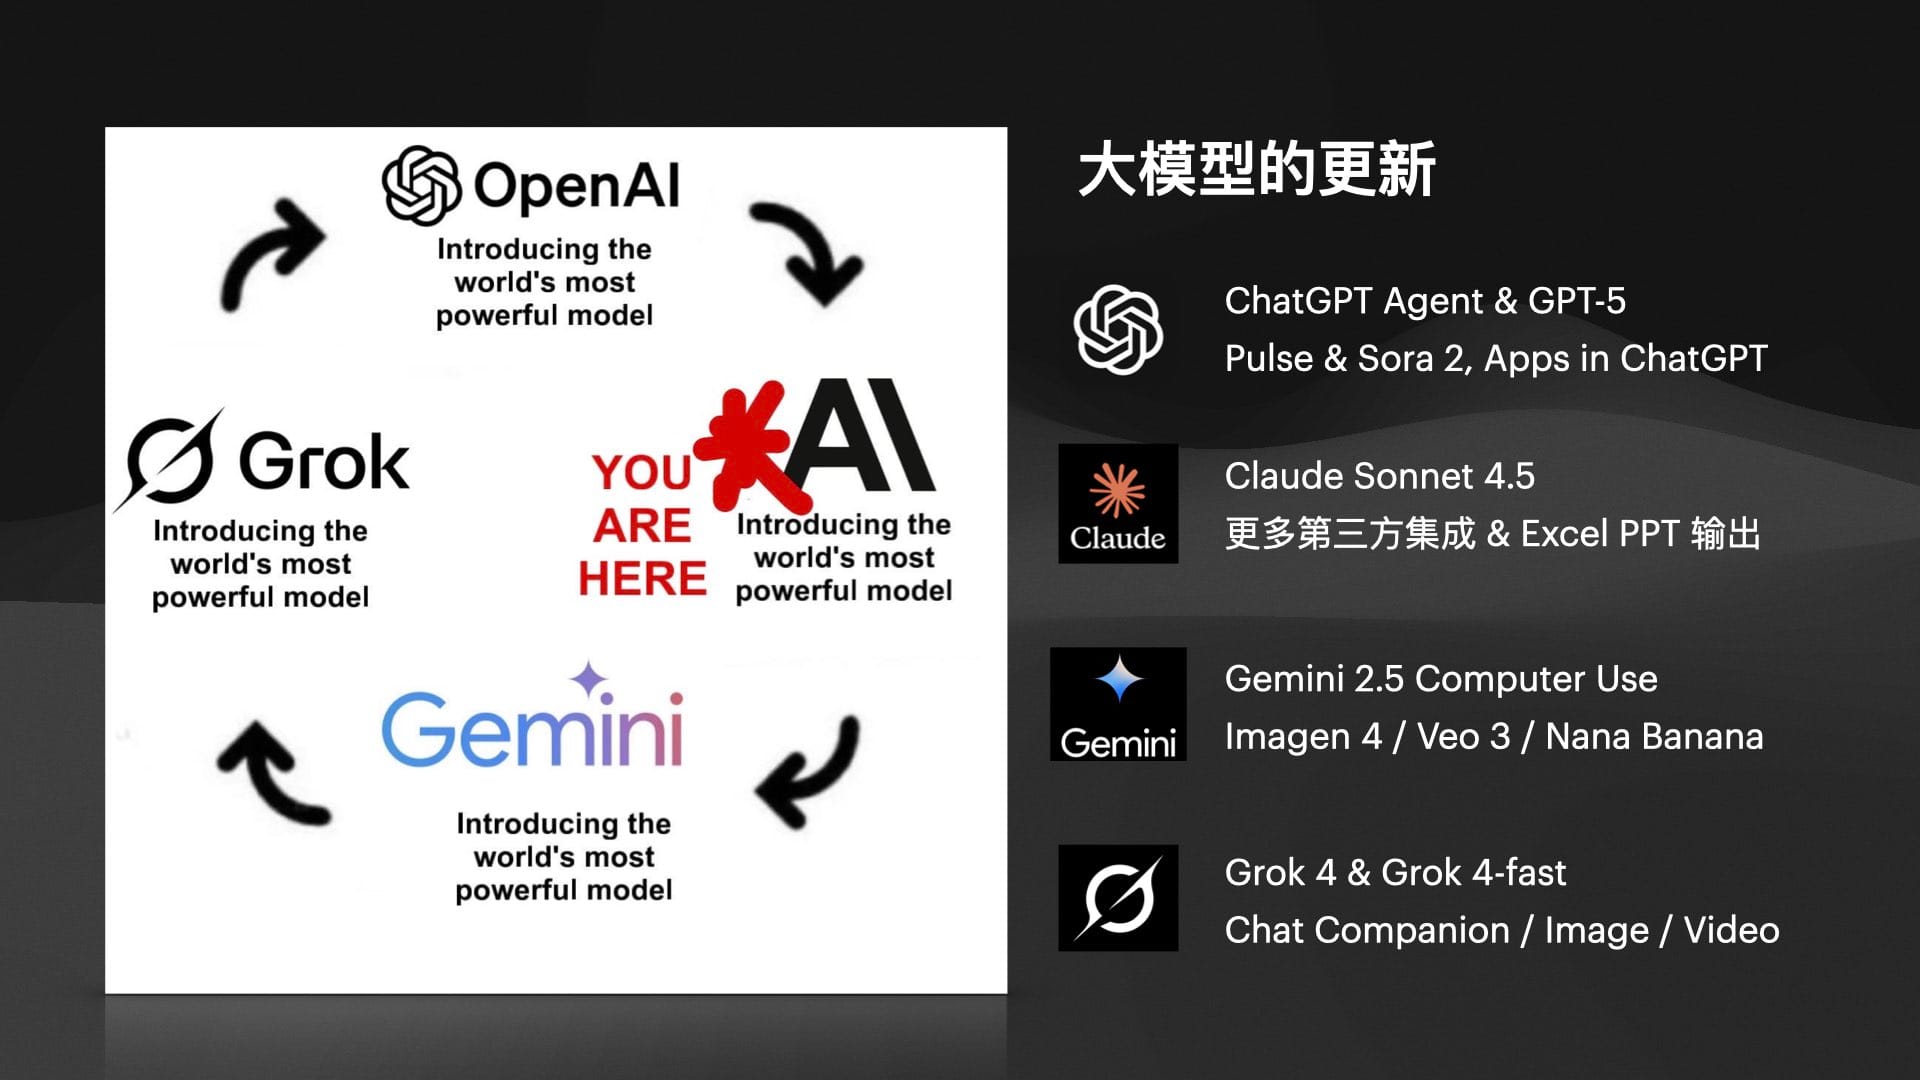 OpenAI
Introducing the
world's most
powerful model
Grok
Introducing the
world's most
powerful model
YOU
ARE
HERE
AI
Introducing the
world's most
powerful model
Gemini
Introducing the
world's most
powerful model
大模型的更新
ChatGPT Agent & GPT-5
Pulse & Sora 2, Apps in ChatGPT
Claude
Claude Sonnet 4.5
更多第三方集成 & Excel PPT 输出
Gemini
Gemini 2.5 Computer Use
Imagen 4 / Veo 3 / Nana Banana
Grok 4 & Grok 4-fast
Chat Companion / Image / Video